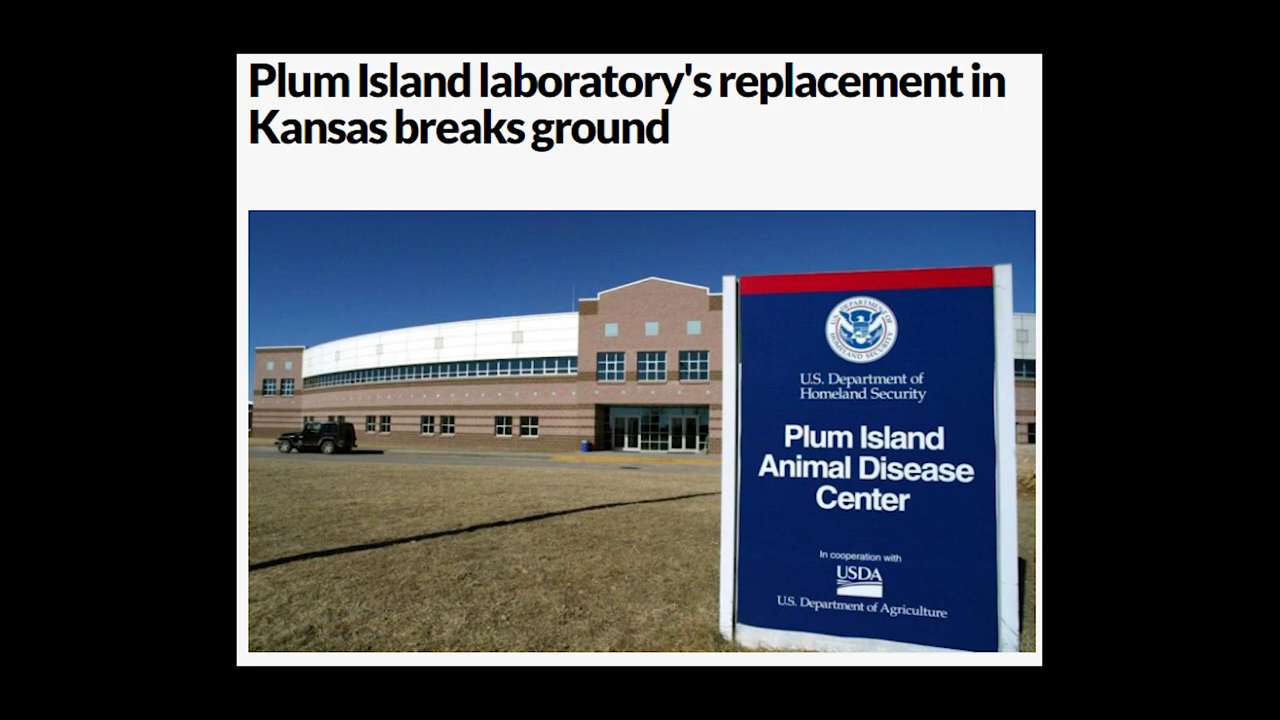 Plum Island laboratory's replacement in
Kansas breaks ground
U.S. DEPARTMENT OF
HOMELAND SECURITY
U.S. Department of
Homeland Security
Plum Island
Animal Disease
Center
In cooperation with
USDA
U.S. Department of Agriculture